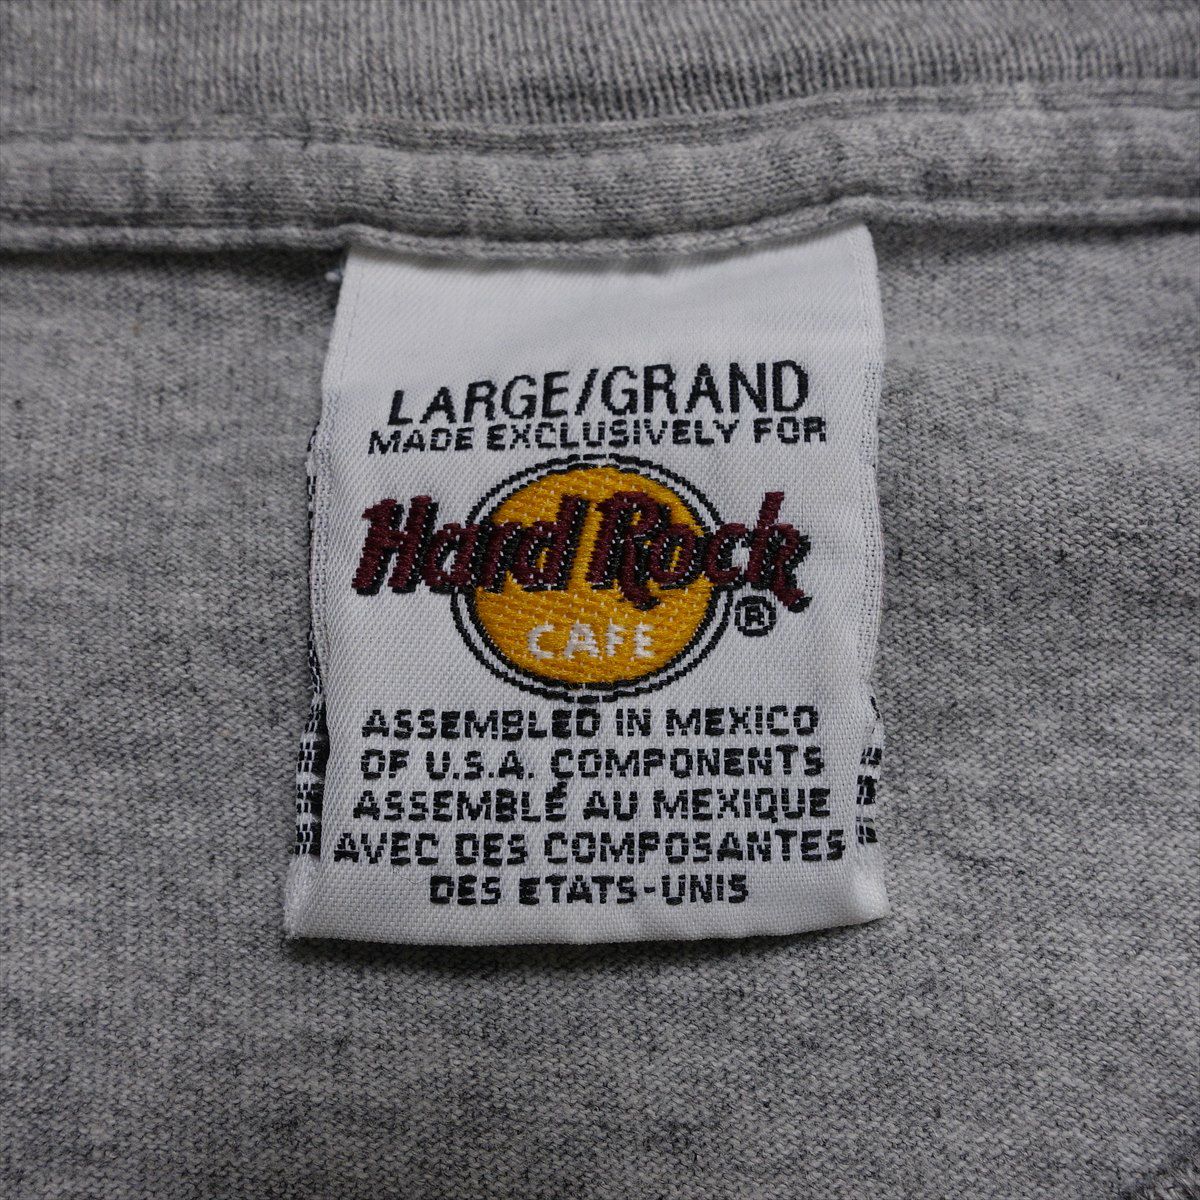 LARGE/GRAND
MADE EXCLUSIVELY FOR
Hard Rock
®
CAFE
ASSEMBLED IN MEXICO
OF U.S.A. COMPONENTS
ASSEMBLÉ AU MEXIQUE
AVEC DES COMPOSANTES
DES ETATS-UNIS